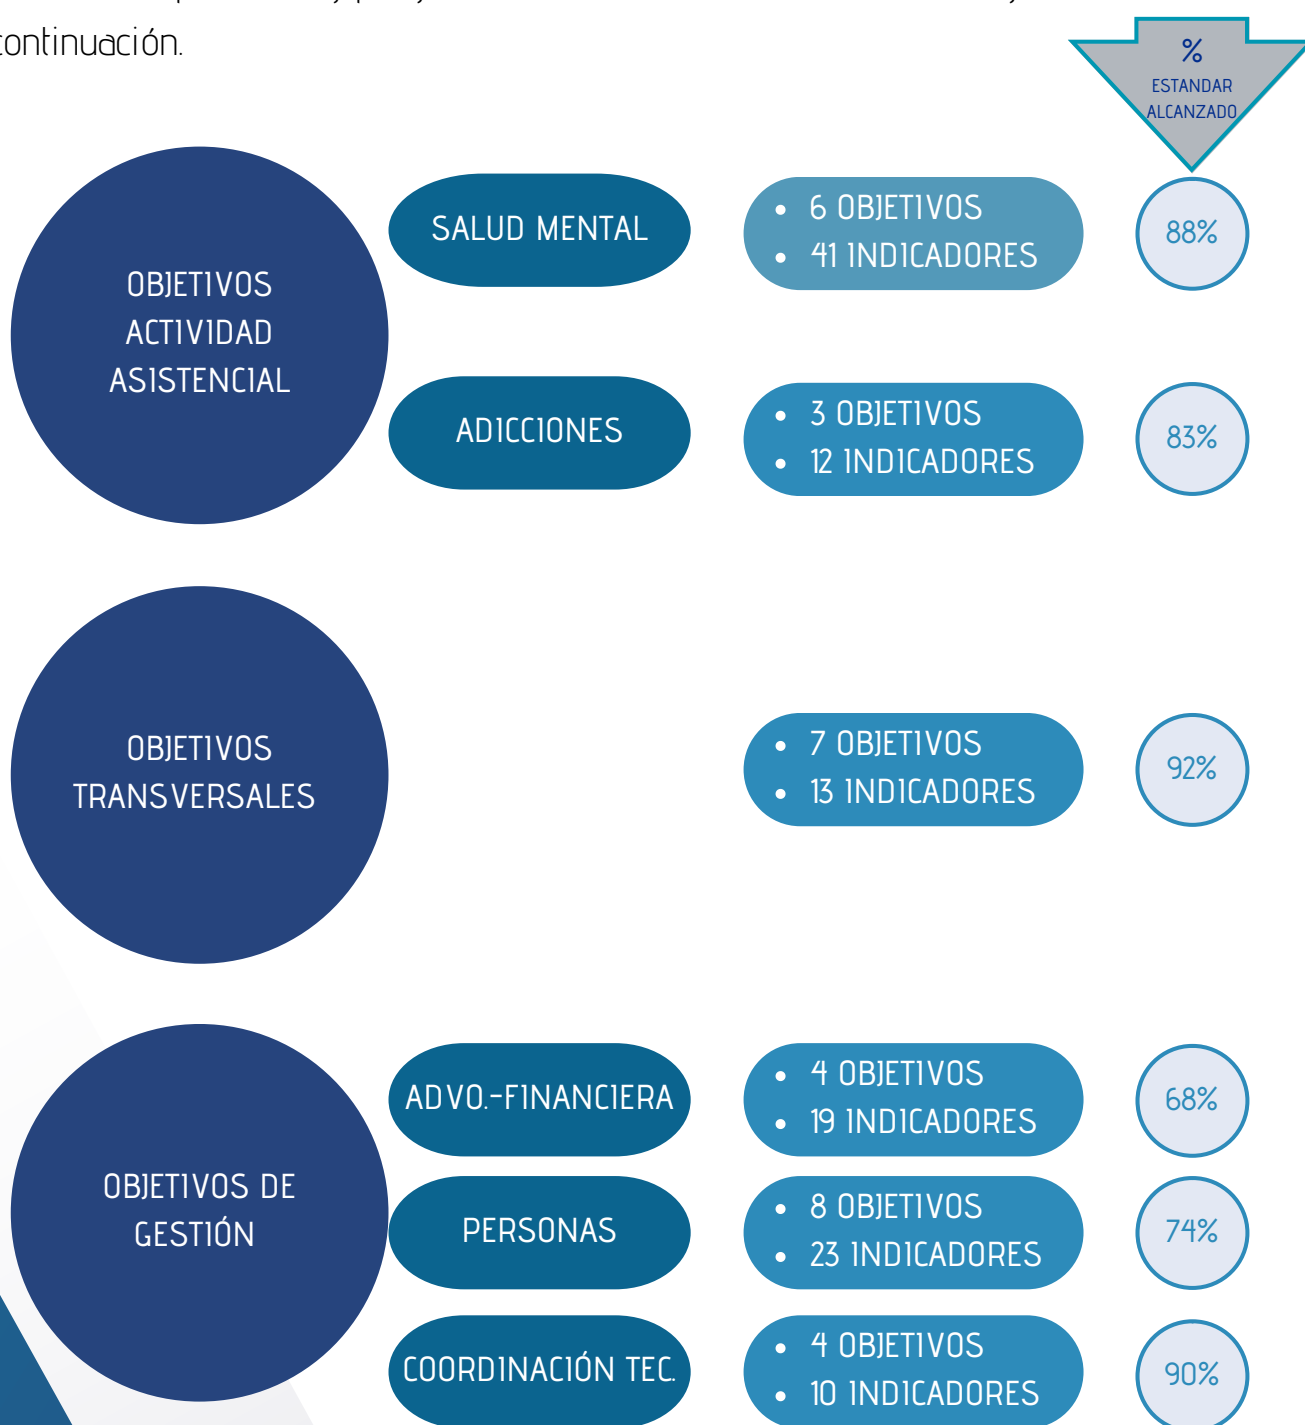 continuación.
%
ESTANDAR
ALCANZADO
OBJETIVOS
ACTIVIDAD
ASISTENCIAL
SALUD MENTAL
• 6 OBJETIVOS
• 41 INDICADORES
88%
ADICCIONES
• 3 OBJETIVOS
• 12 INDICADORES
83%
OBJETIVOS
TRANSVERSALES
• 7 OBJETIVOS
• 13 INDICADORES
92%
OBJETIVOS DE
GESTIÓN
ADVO.-FINANCIERA
• 4 OBJETIVOS
• 19 INDICADORES
68%
PERSONAS
• 8 OBJETIVOS
• 23 INDICADORES
74%
COORDINACIÓN TEC.
• 4 OBJETIVOS
• 10 INDICADORES
90%